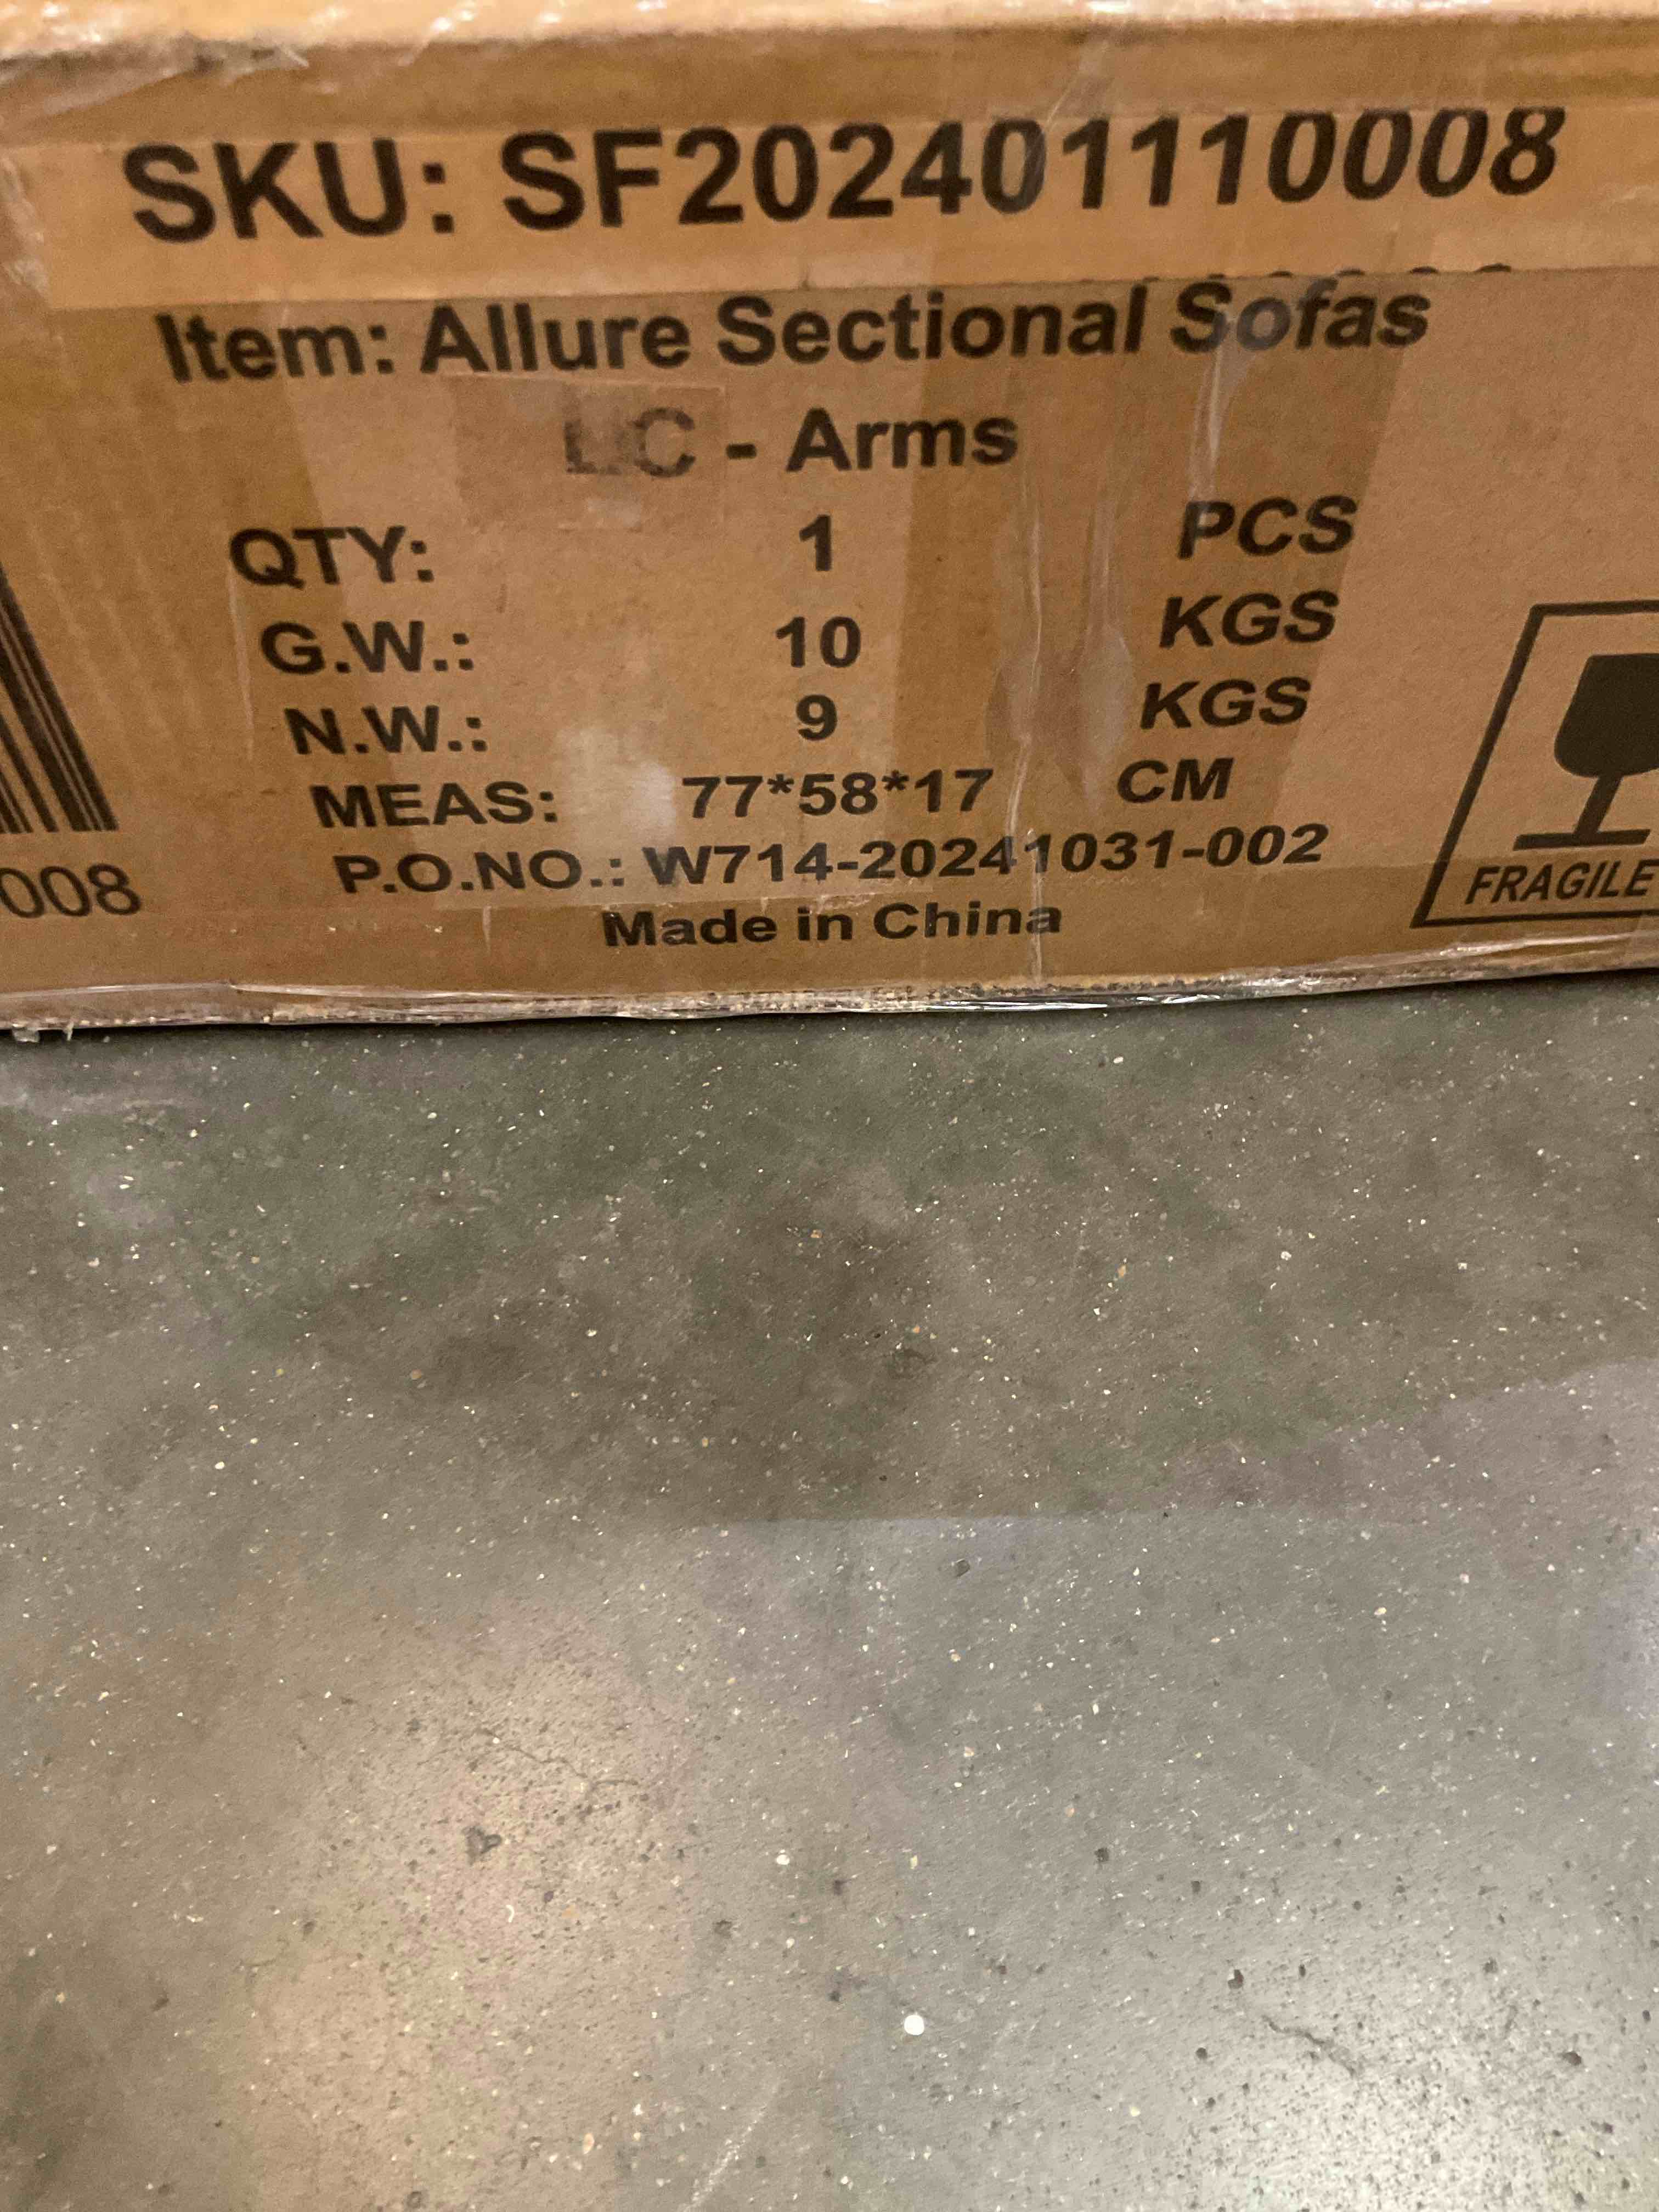 SKU: SF202401110008
Item: Allure Sectional Sofas
- Arms
QTY: 1 PCS
G.W.: 10 KGS
N.W.: 9 KGS
MEAS: 77*58*17 CM
P.O.NO.: W714-20241031-002
Made in China
008
FRAGILE